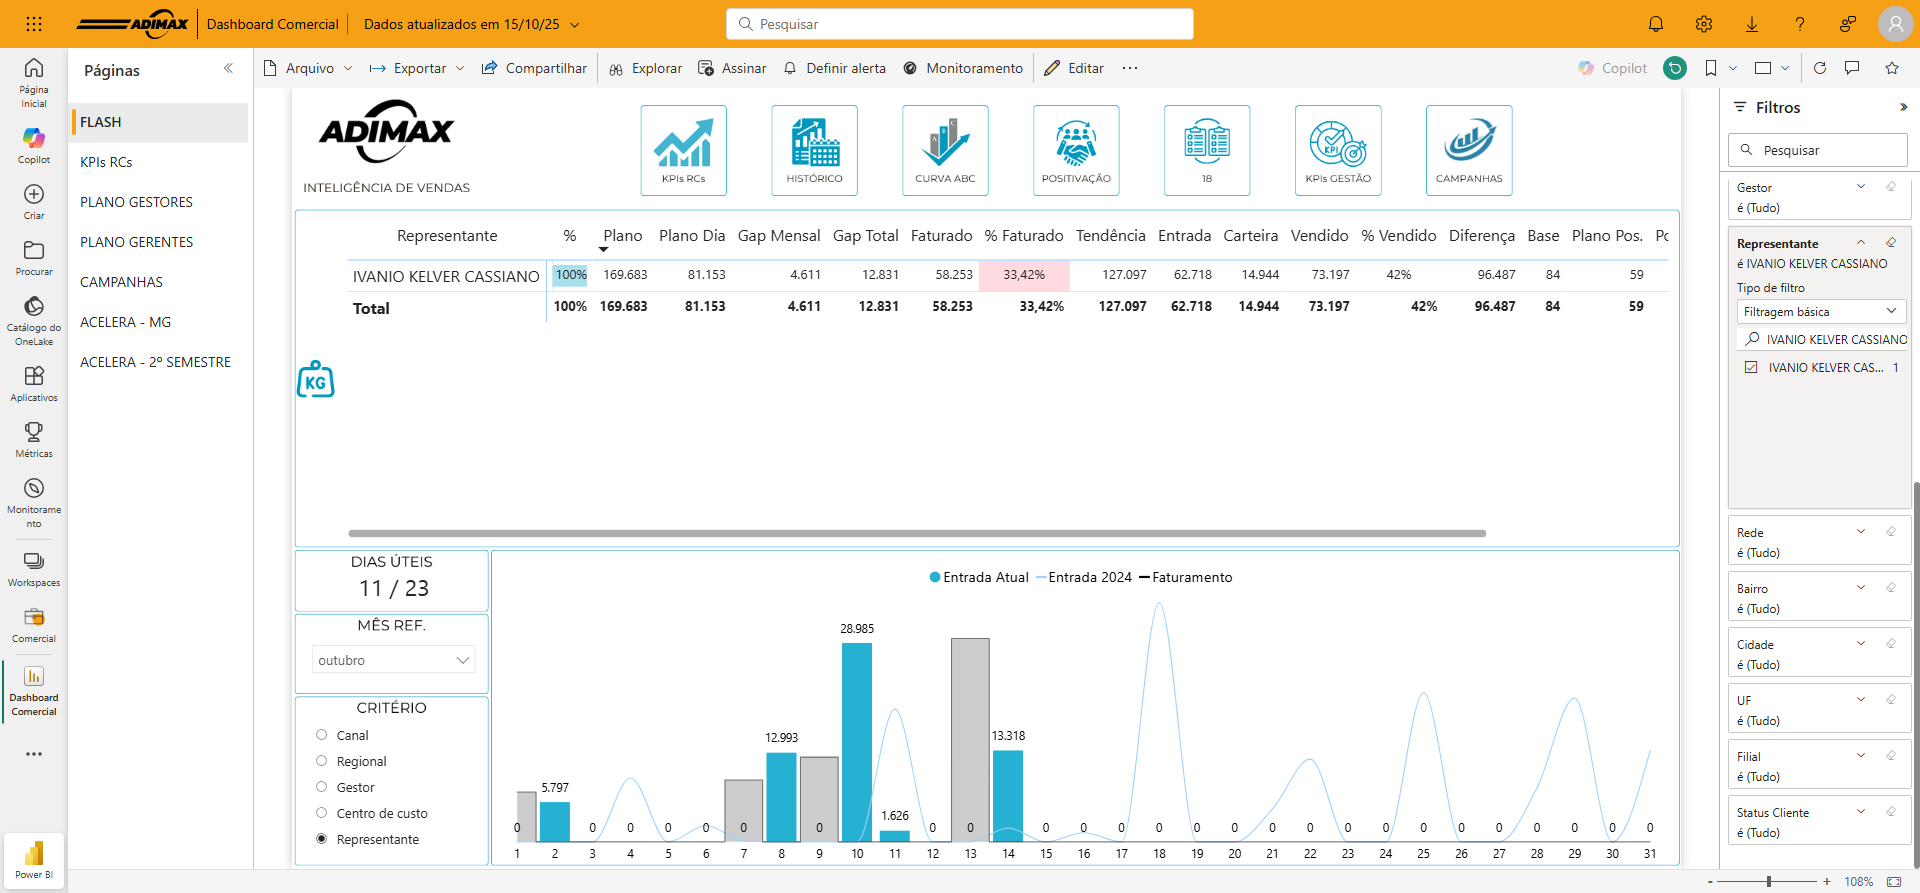 ADIMAX Dashboard Comercial Dados atualizados em 15/10/25
Pesquisar
Página Inicial
Copilot
Criar
Procurar
Catálogo do OneLake
Aplicativos
Métricas
Monitoramento
Workspaces
Comercial
Dashboard Comercial
Power BI
Páginas
FLASH
KPIs RCs
PLANO GESTORES
PLANO GERENTES
CAMPANHAS
ACELERA - MG
ACELERA - 2º SEMESTRE
Arquivo Exportar Compartilhar Explorar Assinar Definir alerta Monitoramento Editar Copilot
ADIMAX
INTELIGÊNCIA DE VENDAS
KPIs RCs
HISTÓRICO
A B C
CURVA ABC
POSITIVAÇÃO
18
KPI
KPIs GESTÃO
CAMPANHAS
Representante % Plano Plano Dia Gap Mensal Gap Total Faturado % Faturado Tendência Entrada Carteira Vendido % Vendido Diferença Base Plano Pos. Pc
IVANIO KELVER CASSIANO 100% 169.683 81.153 4.611 12.831 58.253 33,42% 127.097 62.718 14.944 73.197 42% 96.487 84 59
Total 100% 169.683 81.153 4.611 12.831 58.253 33,42% 127.097 62.718 14.944 73.197 42% 96.487 84 59
KG
DIAS ÚTEIS
11 / 23
MÊS REF.
outubro
CRITÉRIO
Canal
Regional
Gestor
Centro de custo
Representante
Entrada Atual Entrada 2024 Faturamento
28.985
12.993
13.318
5.797
1.626
0 0 0 0 0 0 0 0 0 0 0 0 0 0 0 0 0 0 0 0 0 0 0 0 0 0
1 2 3 4 5 6 7 8 9 10 11 12 13 14 15 16 17 18 19 20 21 22 23 24 25 26 27 28 29 30 31
Filtros
Pesquisar
Gestor
é (Tudo)
Representante
é IVANIO KELVER CASSIANO
Tipo de filtro
Filtragem básica
IVANIO KELVER CASSIANO
IVANIO KELVER CAS... 1
Rede
é (Tudo)
Bairro
é (Tudo)
Cidade
é (Tudo)
UF
é (Tudo)
Filial
é (Tudo)
Status Cliente
é (Tudo)
- + 108%